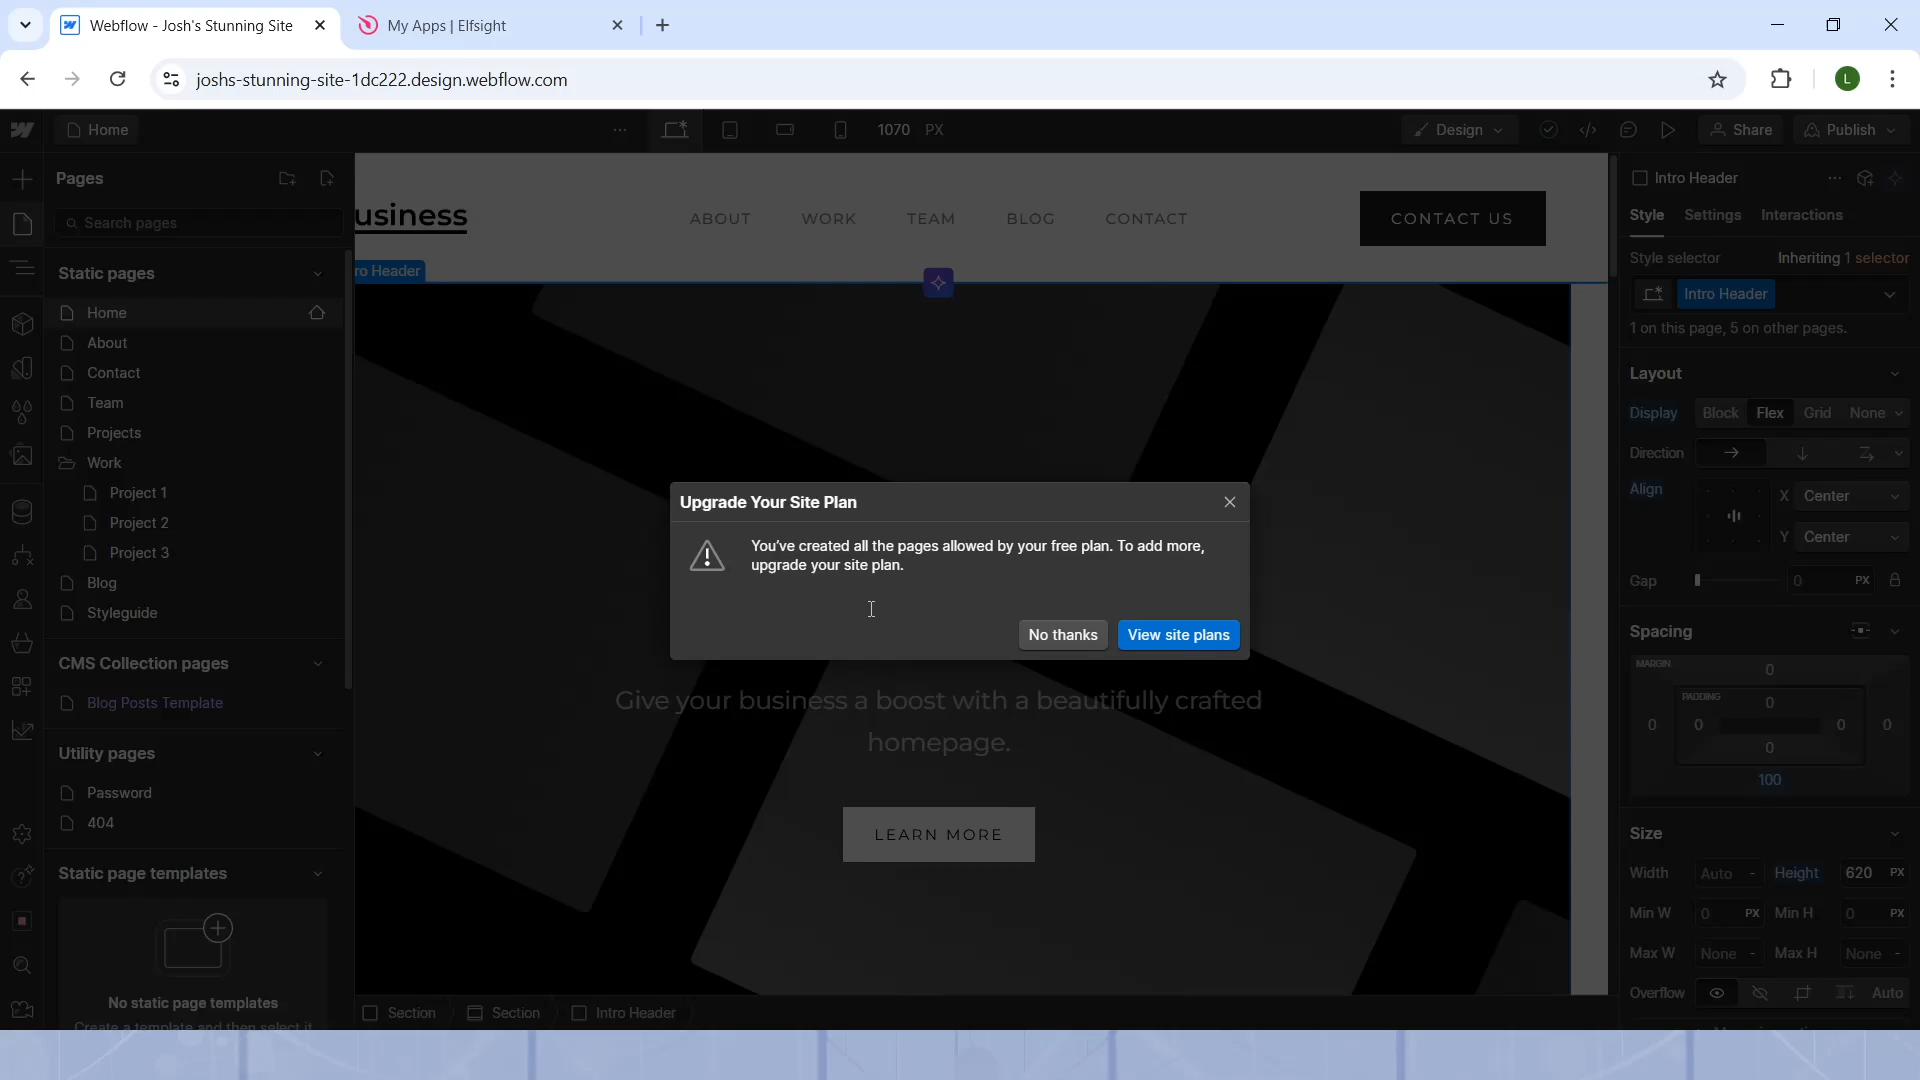 Webflow - Josh's Stunning Site
My Apps | Elfsight
joshs-stunning-site-1dc222.design.webflow.com
L
Home
1070 PX
Design
Share
Publish
Pages
Search pages
Static pages
Home
About
Contact
Team
Projects
Work
Project 1
Project 2
Project 3
Blog
Styleguide
CMS Collection pages
Blog Posts Template
Utility pages
Password
404
Static page templates
No static page templates
Create a template and then select it
usiness
ABOUT
WORK
TEAM
BLOG
CONTACT
CONTACT US
ro Header
Upgrade Your Site Plan
You've created all the pages allowed by your free plan. To add more,
upgrade your site plan.
No thanks
View site plans
Give your business a boost with a beautifully crafted
homepage.
LEARN MORE
Section
Section
Intro Header
Intro Header
Style
Settings
Interactions
Style selector
Inheriting 1 selector
Intro Header
1 on this page, 5 on other pages.
Layout
Display
Block
Flex
Grid
None
Direction
Align
X Center
Y Center
Gap
0 PX
Spacing
MARGIN
0
PADDING
0
0 0 0 0
0
100
Size
Width Auto -
Height 620 PX
Min W 0 PX
Min H 0 PX
Max W None -
Max H None -
Overflow
Auto